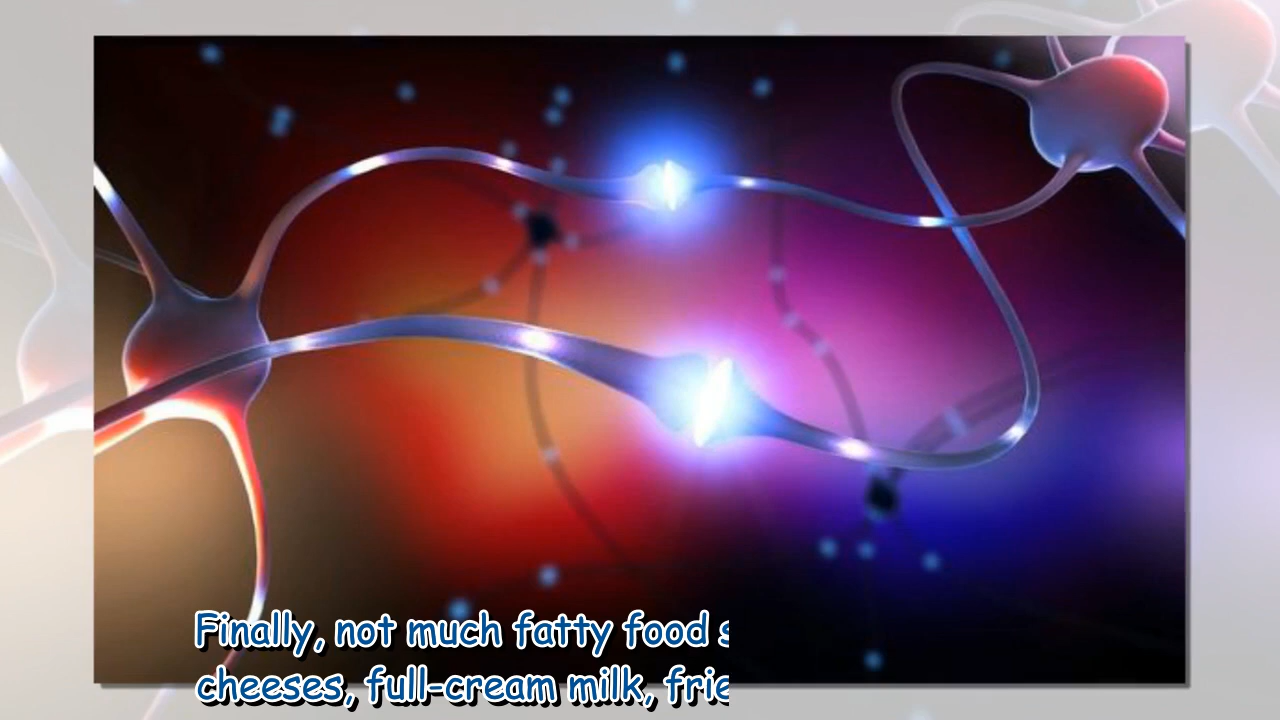 Finally, not much fatty food
cheeses, full-cream milk,